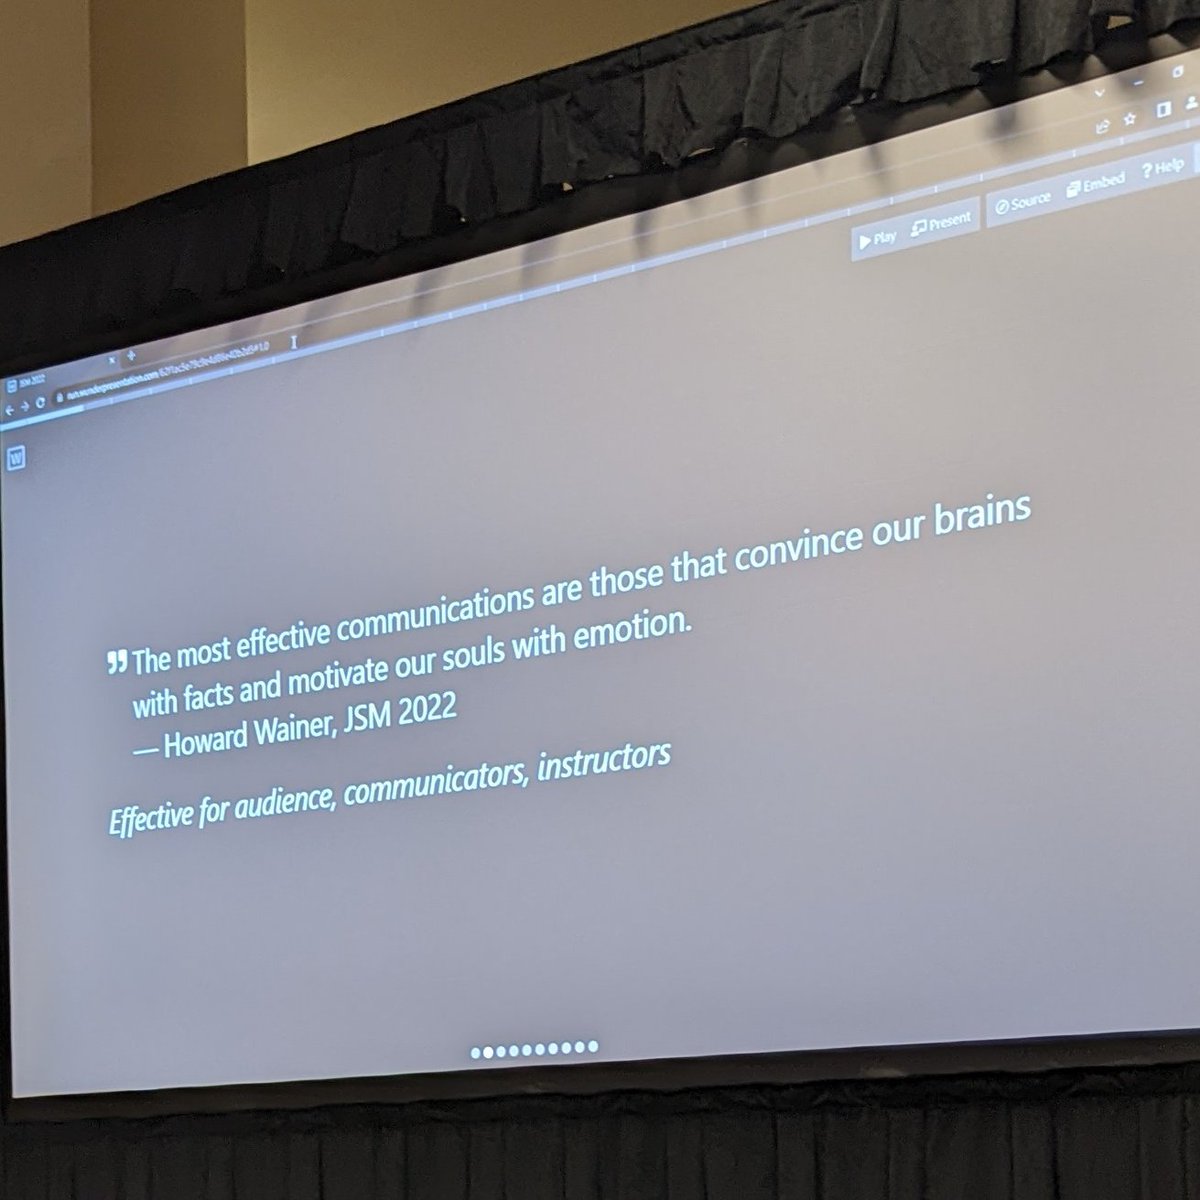 JSM 2022
Play Present Source Embed Help
W
The most effective communications are those that convince our brains
with facts and motivate our souls with emotion.
— Howard Wainer, JSM 2022
Effective for audience, communicators, instructors